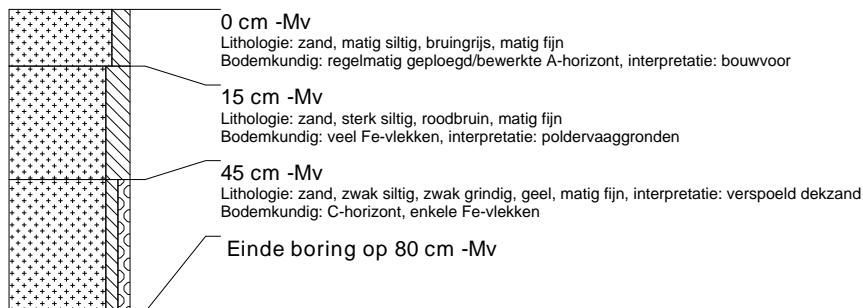 0 cm -Mv
Lithologie: zand, matig siltig, bruingrijs, matig fijn
Bodemkundig: regelmatig geploegd/bewerkte A-horizont, interpretatie: bouwvoor
15 cm -Mv
Lithologie: zand, sterk siltig, roodbruin, matig fijn
Bodemkundig: veel Fe-vlekken, interpretatie: poldervaaggronden
45 cm -Mv
Lithologie: zand, zwak siltig, zwak grindig, geel, matig fijn, interpretatie: verspoeld dekzand
Bodemkundig: C-horizont, enkele Fe-vlekken
Einde boring op 80 cm -Mv